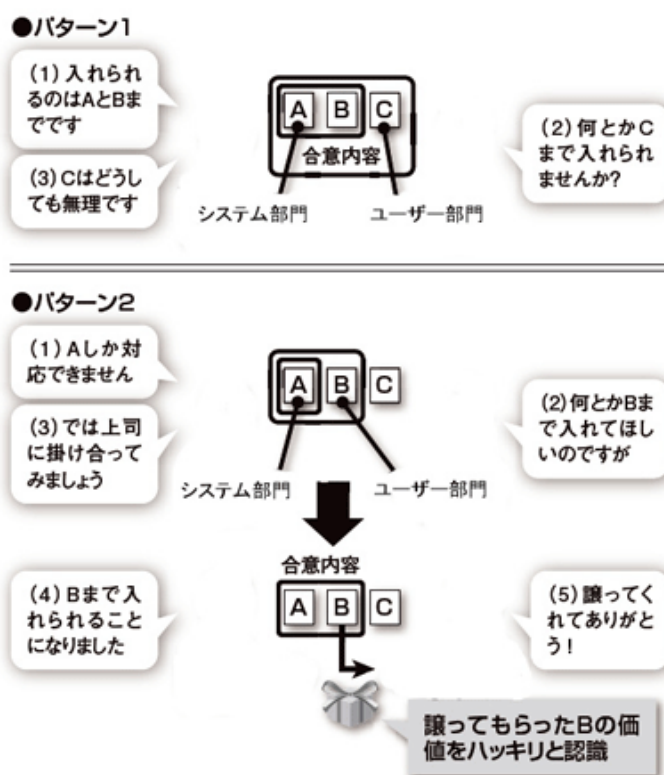 ●パターン1
(1)入れられ
るのはAとBま
でです
A B C
合意内容
(2)何とかC
まで入れられ
ませんか?
(3)Cはどうし
ても無理です
システム部門
ユーザー部門
●パターン2
(1)Aしか対
応できません
A B C
(2)何とかBま
で入れてほし
いのですが
(3)では上司
に掛け合って
みましょう
システム部門
ユーザー部門
合意内容
(4)Bまで入
れられること
になりました
A B C
(5)譲ってく
れてありがと
う!
譲ってもらったBの価
値をハッキリと認識